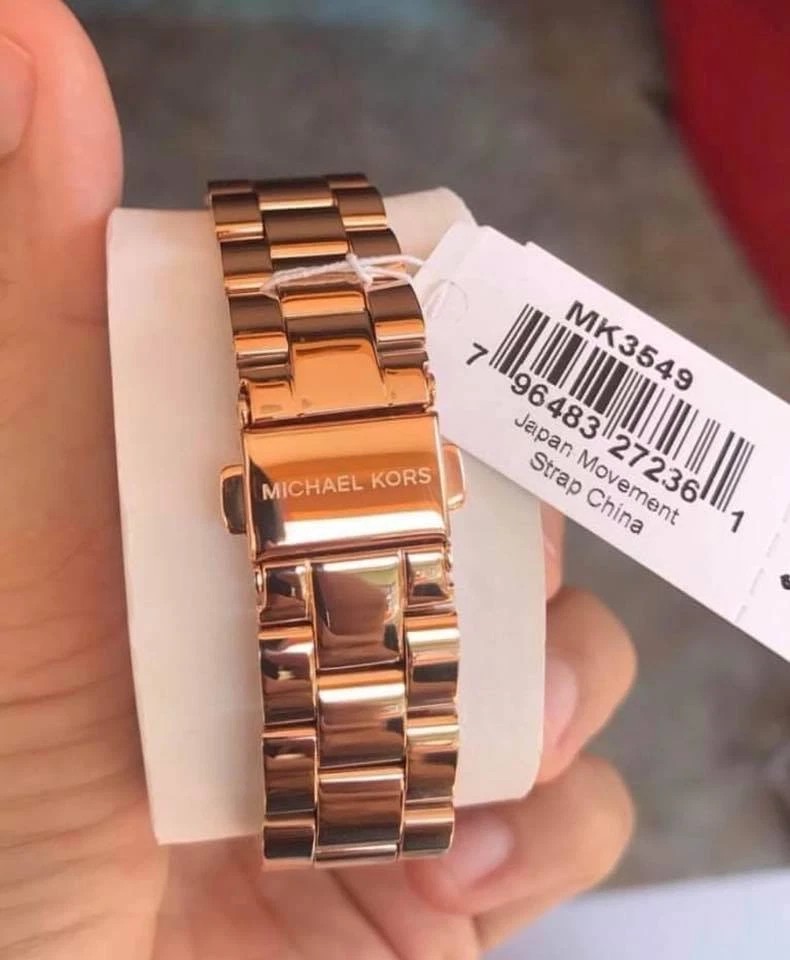 MICHAEL KORS
MK3549
7 96483 27236 1
Japan Movement
Strap China